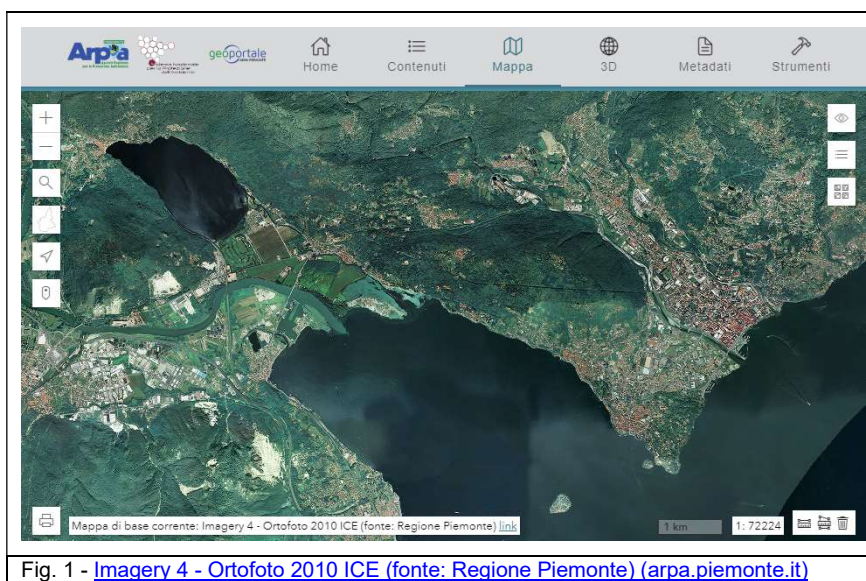 Arpa
geoportale
Home
Contenuti
Mappa
3D
Metadati
Strumenti
Mappa di base corrente: Imagery 4 - Ortofoto 2010 ICE (fonte: Regione Piemonte) link
1 km
1: 72224
Fig. 1 - Imagery 4 - Ortofoto 2010 ICE (fonte: Regione Piemonte) (arpa.piemonte.it)